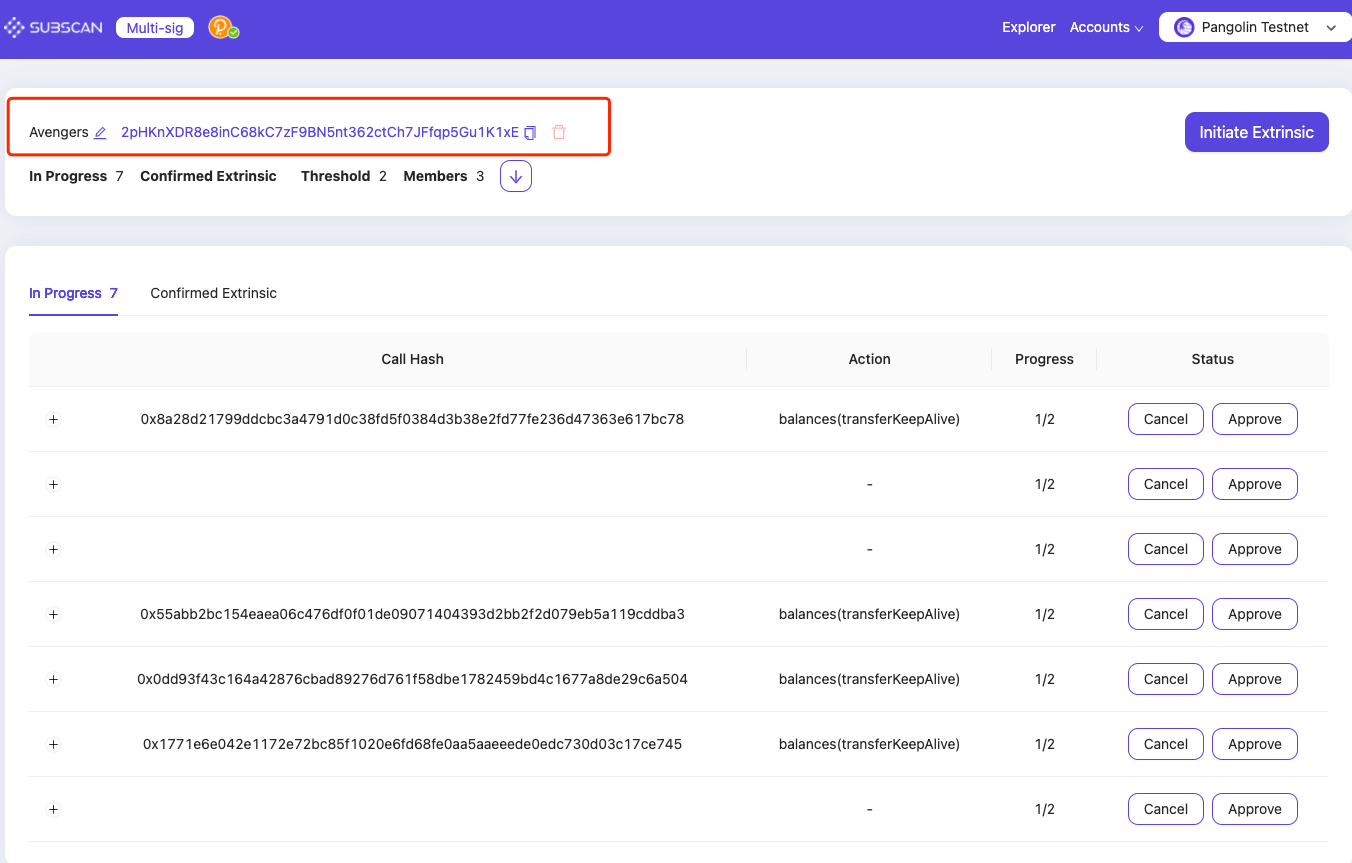 SUBSCAN Multi-sig Explorer Accounts Pangolin Testnet
Avengers 2pHKnXDR8e8inC68kC7zF9BN5nt362ctCh7JFfqp5Gu1K1xE Initiate Extrinsic
In Progress 7 Confirmed Extrinsic Threshold 2 Members 3
In Progress 7 Confirmed Extrinsic
Call Hash Action Progress Status
+ 0x8a28d21799ddcbc3a4791d0c38fd5f0384d3b38e2fd77fe236d47363e617bc78 balances(transferKeepAlive) 1/2 Cancel Approve
+ - 1/2 Cancel Approve
+ - 1/2 Cancel Approve
+ 0x55abb2bc154eaea06c476df0f01de09071404393d2bb2f2d079eb5a119cddba3 balances(transferKeepAlive) 1/2 Cancel Approve
+ 0x0dd93f43c164a42876cbad89276d761f58dbe1782459bd4c1677a8de29c6a504 balances(transferKeepAlive) 1/2 Cancel Approve
+ 0x1771e6e042e1172e72bc85f1020e6fd68fe0aa5aaeeede0edc730d03c17ce745 balances(transferKeepAlive) 1/2 Cancel Approve
+ - 1/2 Cancel Approve